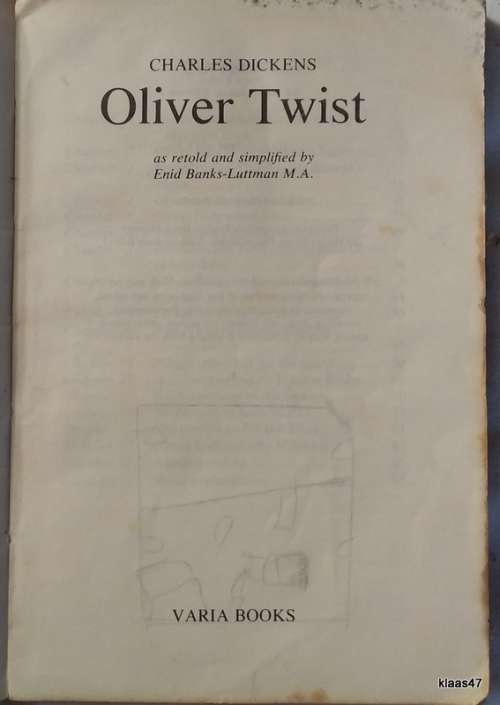 CHARLES DICKENS
Oliver Twist
as retold and simplified by
Enid Banks-Luttman M.A.
VARIA BOOKS
klaas47